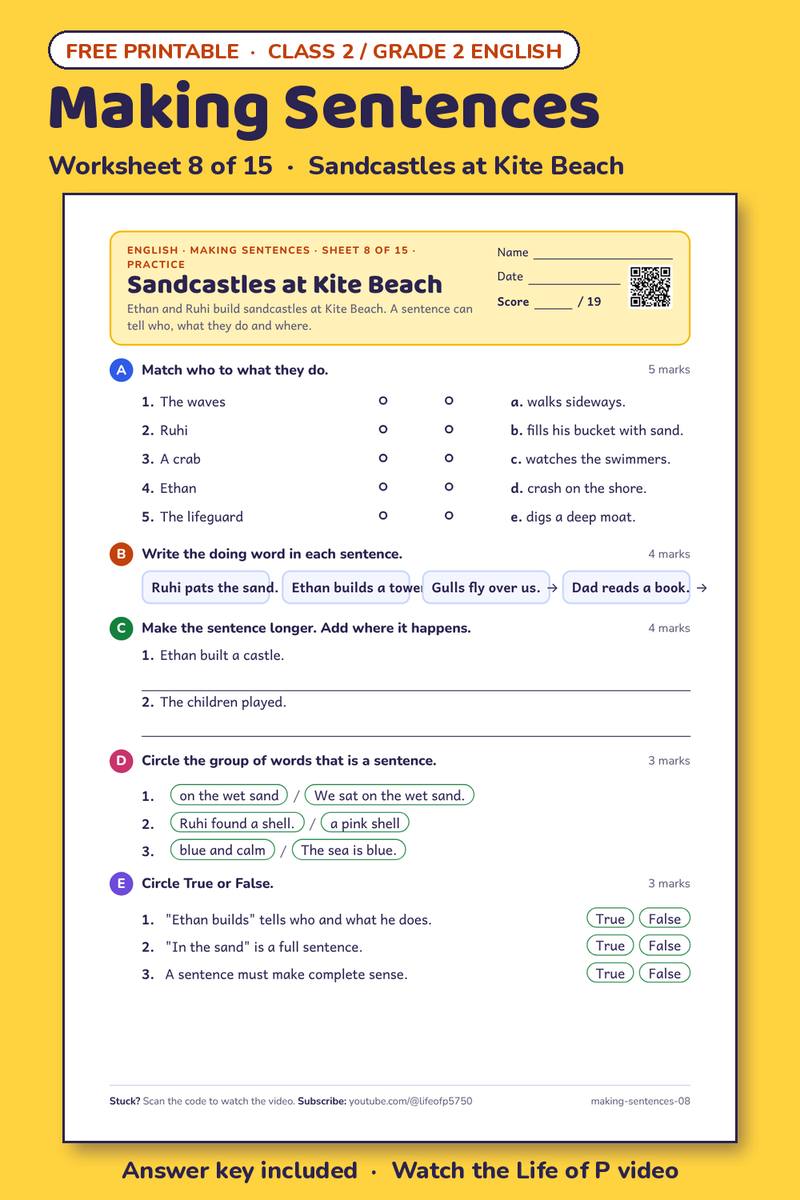 FREE PRINTABLE · CLASS 2 / GRADE 2 ENGLISH
Making Sentences
Worksheet 8 of 15 · Sandcastles at Kite Beach
ENGLISH · MAKING SENTENCES · SHEET 8 OF 15 ·
PRACTICE
Sandcastles at Kite Beach
Ethan and Ruhi build sandcastles at Kite Beach. A sentence can
tell who, what they do and where.
Name
Date
Score / 19
A Match who to what they do. 5 marks
1. The waves a. walks sideways.
2. Ruhi b. fills his bucket with sand.
3. A crab c. watches the swimmers.
4. Ethan d. crash on the shore.
5. The lifeguard e. digs a deep moat.
B Write the doing word in each sentence. 4 marks
Ruhi pats the sand. Ethan builds a tower Gulls fly over us. → Dad reads a book. →
C Make the sentence longer. Add where it happens. 4 marks
1. Ethan built a castle.
2. The children played.
D Circle the group of words that is a sentence. 3 marks
1. on the wet sand / We sat on the wet sand.
2. Ruhi found a shell. / a pink shell
3. blue and calm / The sea is blue.
E Circle True or False. 3 marks
1. "Ethan builds" tells who and what he does. True False
2. "In the sand" is a full sentence. True False
3. A sentence must make complete sense. True False
Stuck? Scan the code to watch the video. Subscribe: youtube.com/@lifeofp5750 making-sentences-08
Answer key included · Watch the Life of P video